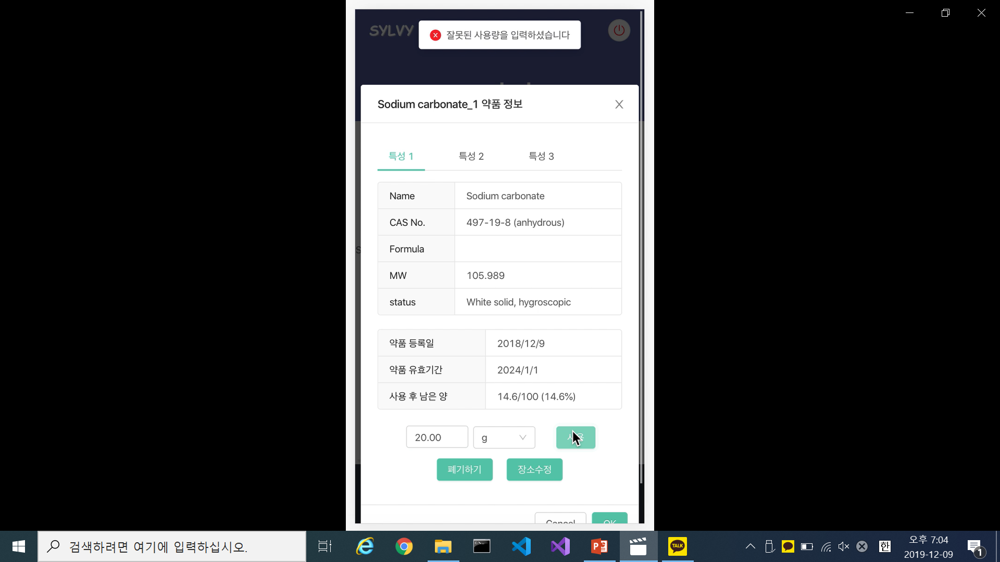 SYLVY
잘못된 사용량을 입력하셨습니다
Sodium carbonate_1 약품 정보
특성 1 특성 2 특성 3
Name Sodium carbonate
CAS No. 497-19-8 (anhydrous)
Formula
MW 105.989
status White solid, hygroscopic
약품 등록일 2018/12/9
약품 유효기간 2024/1/1
사용 후 남은 양 14.6/100 (14.6%)
20.00 g
폐기하기 장소수정
Cancel OK
검색하려면 여기에 입력하십시오.
TALK
한
오후 7:04
2019-12-09
1